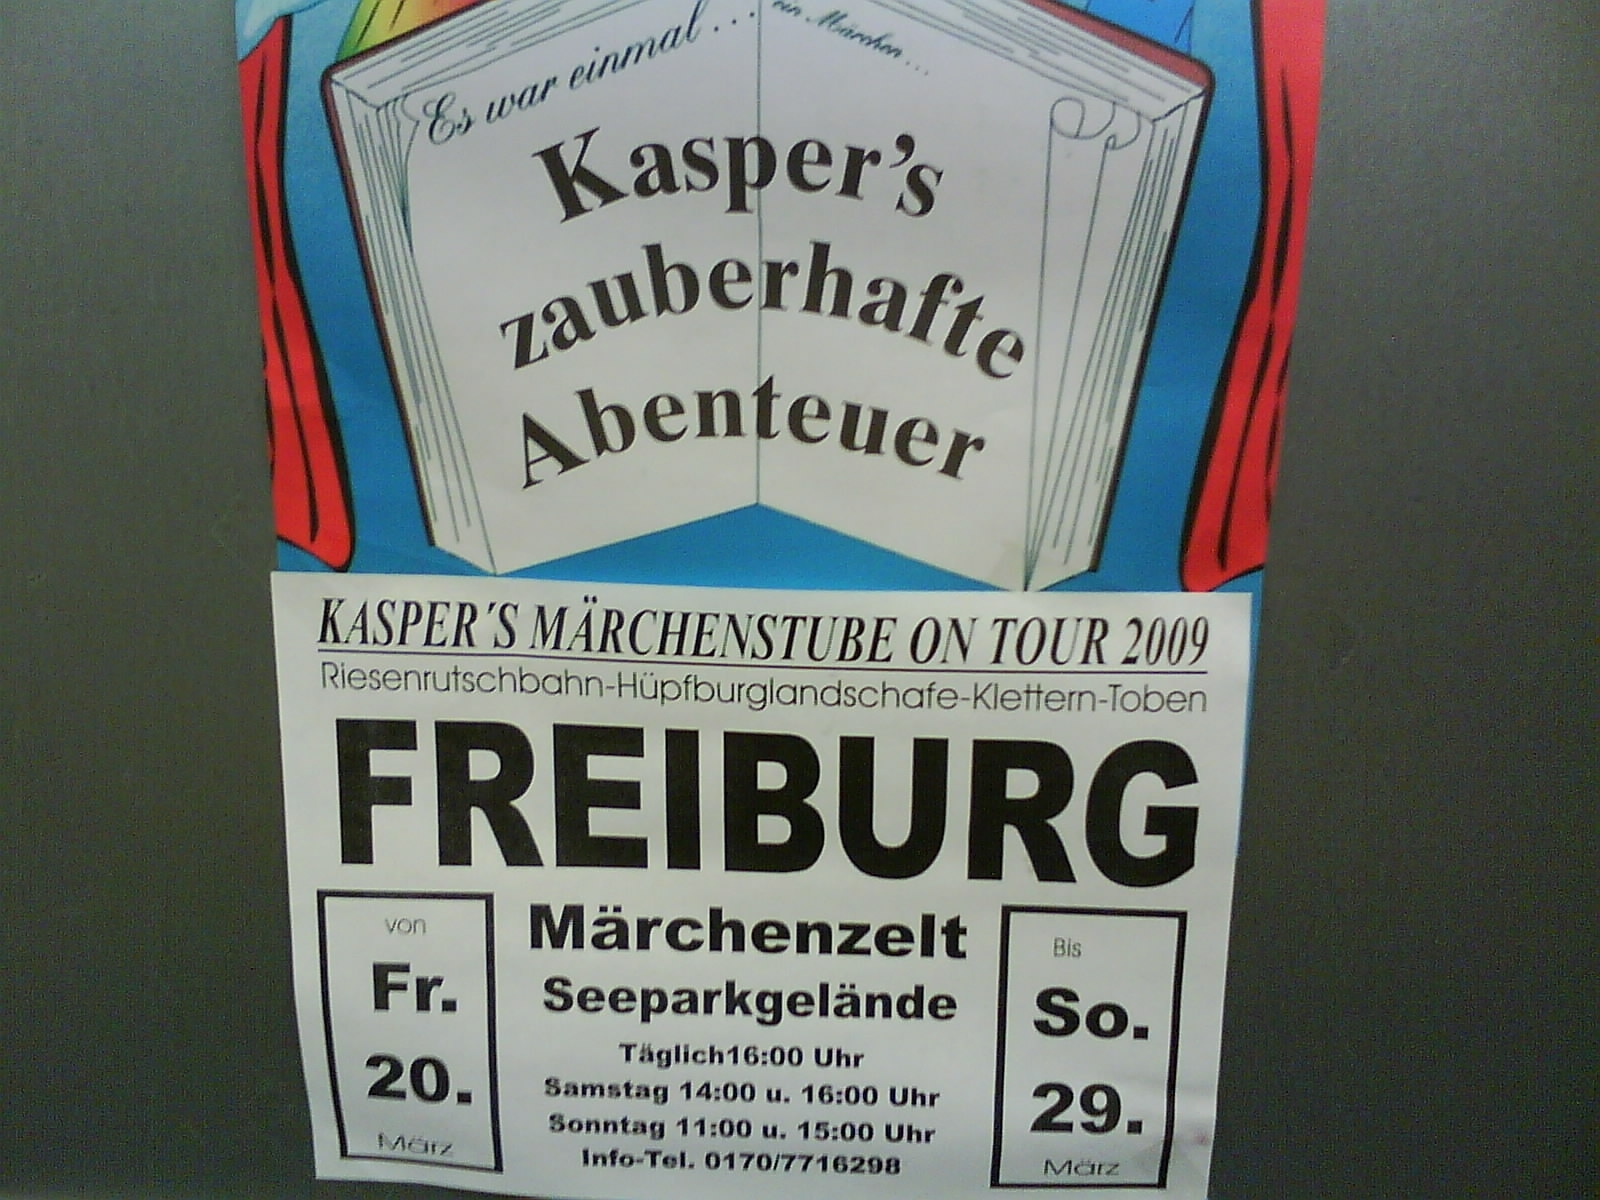 Es war einmal... ein Märchen...
Kasper's
zauberhafte
Abenteuer
KASPER´S MÄRCHENSTUBE ON TOUR 2009
Riesenrutschbahn-Hüpfburglandschafe-Klettern-Toben
FREIBURG
von
Fr.
20.
März
Märchenzelt
Seeparkgelände
Täglich16:00 Uhr
Samstag 14:00 u. 16:00 Uhr
Sonntag 11:00 u. 15:00 Uhr
Info-Tel. 0170/7716298
Bis
So.
29.
März